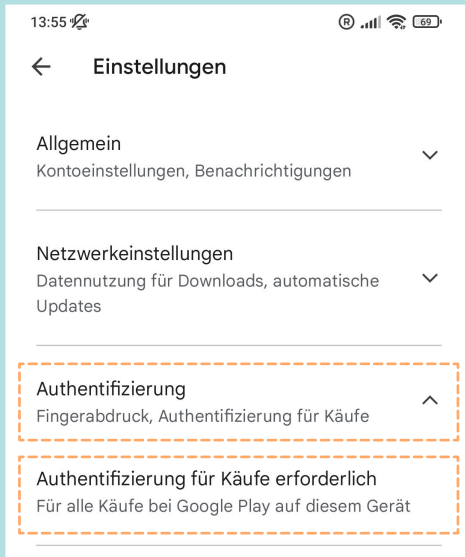 13:55 ® 69
Einstellungen
Allgemein
Kontoeinstellungen, Benachrichtigungen
Netzwerkeinstellungen
Datennutzung für Downloads, automatische
Updates
Authentifizierung
Fingerabdruck, Authentifizierung für Käufe
Authentifizierung für Käufe erforderlich
Für alle Käufe bei Google Play auf diesem Gerät